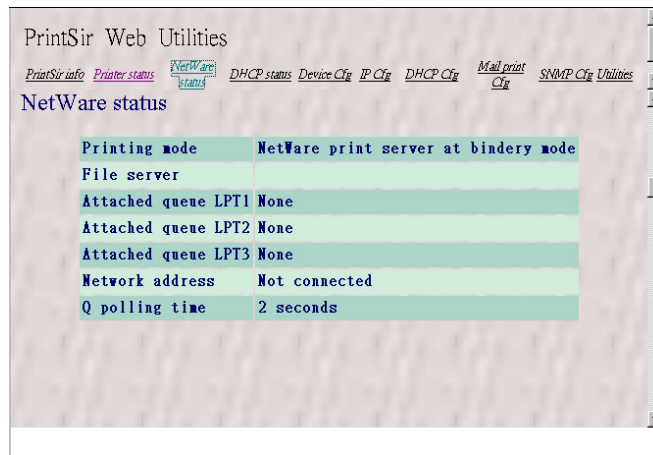 PrintSir Web Utilities
PrintSir info Printer status NetWare status DHCP status Device Cfg IP Cfg DHCP Cfg Mail print Cfg SNMP Cfg Utilities
NetWare status
Printing mode NetWare print server at bindery mode
File server
Attached queue LPT1 None
Attached queue LPT2 None
Attached queue LPT3 None
Network address Not connected
Q polling time 2 seconds